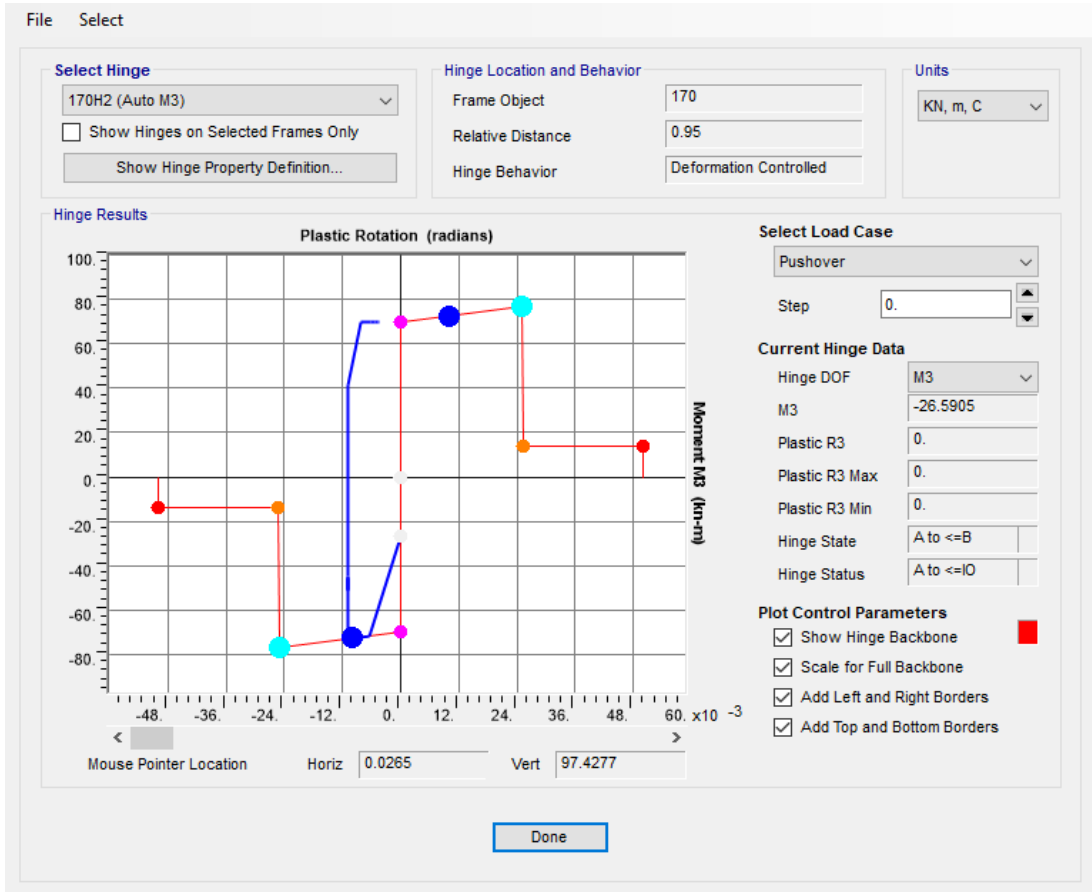 File Select
Select Hinge
170H2 (Auto M3)
Show Hinges on Selected Frames Only
Show Hinge Property Definition...
Hinge Location and Behavior
Frame Object 170
Relative Distance 0.95
Hinge Behavior Deformation Controlled
Units
KN, m, C
Hinge Results
Plastic Rotation (radians)
100.
80.
60.
40.
20.
0.
-20.
-40.
-60.
-80.
-48. -36. -24. -12. 0. 12. 24. 36. 48. 60. x10 -3
Moment M3 (kn-m)
Mouse Pointer Location Horiz 0.0265 Vert 97.4277
Select Load Case
Pushover
Step 0.
Current Hinge Data
Hinge DOF M3
M3 -26.5905
Plastic R3 0.
Plastic R3 Max 0.
Plastic R3 Min 0.
Hinge State A to <=B
Hinge Status A to <=IO
Plot Control Parameters
Show Hinge Backbone
Scale for Full Backbone
Add Left and Right Borders
Add Top and Bottom Borders
Done